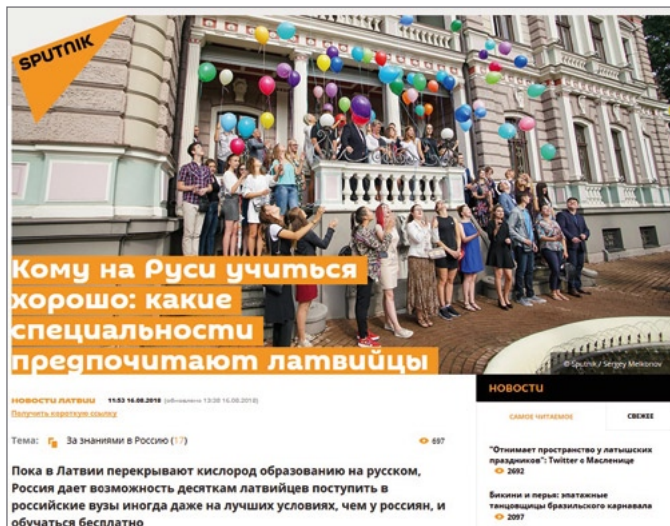 SPUTNIK
Кому на Руси учиться
хорошо: какие
специальности
предпочитают латвийцы
© Sputnik / Sergey Melkonov
НОВОСТИ ЛАТВИИ 11:53 16.08.2018 (обновлено 13:38 16.08.2018)
Получить короткую ссылку
Тема: За знаниями в Россию (17) 697
Пока в Латвии перекрывают кислород образованию на русском,
Россия дает возможность десяткам латвийцев поступить в
российские вузы иногда даже на лучших условиях, чем у россиян, и
обучаться бесплатно
НОВОСТИ
САМОЕ ЧИТАЕМОЕ СВЕЖЕЕ
"Отнимает пространство у латышских
праздников": Twitter о Масленице
2692
Бикини и перья: эпатажные
танцовщицы бразильского карнавала
2097